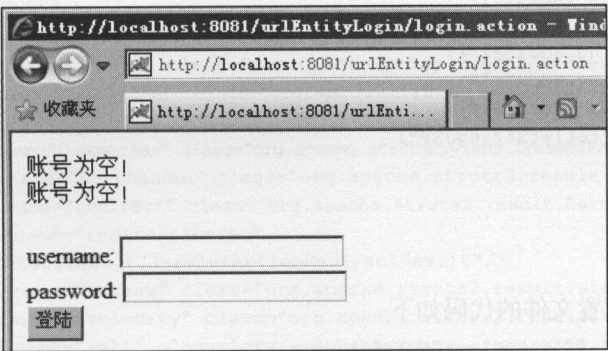 http://localhost:8081/urlEntityLogin/login.action - Wind
http://localhost:8081/urlEntityLogin/login.action
收藏夹
http://localhost:8081/urlEnti...
账号为空!
账号为空!
username:
password:
登陆